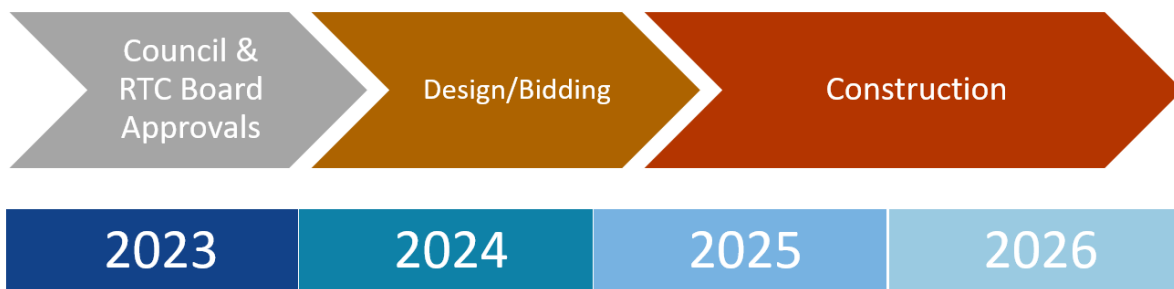 Council &
RTC Board
Approvals
Design/Bidding
Construction
2023
2024
2025
2026